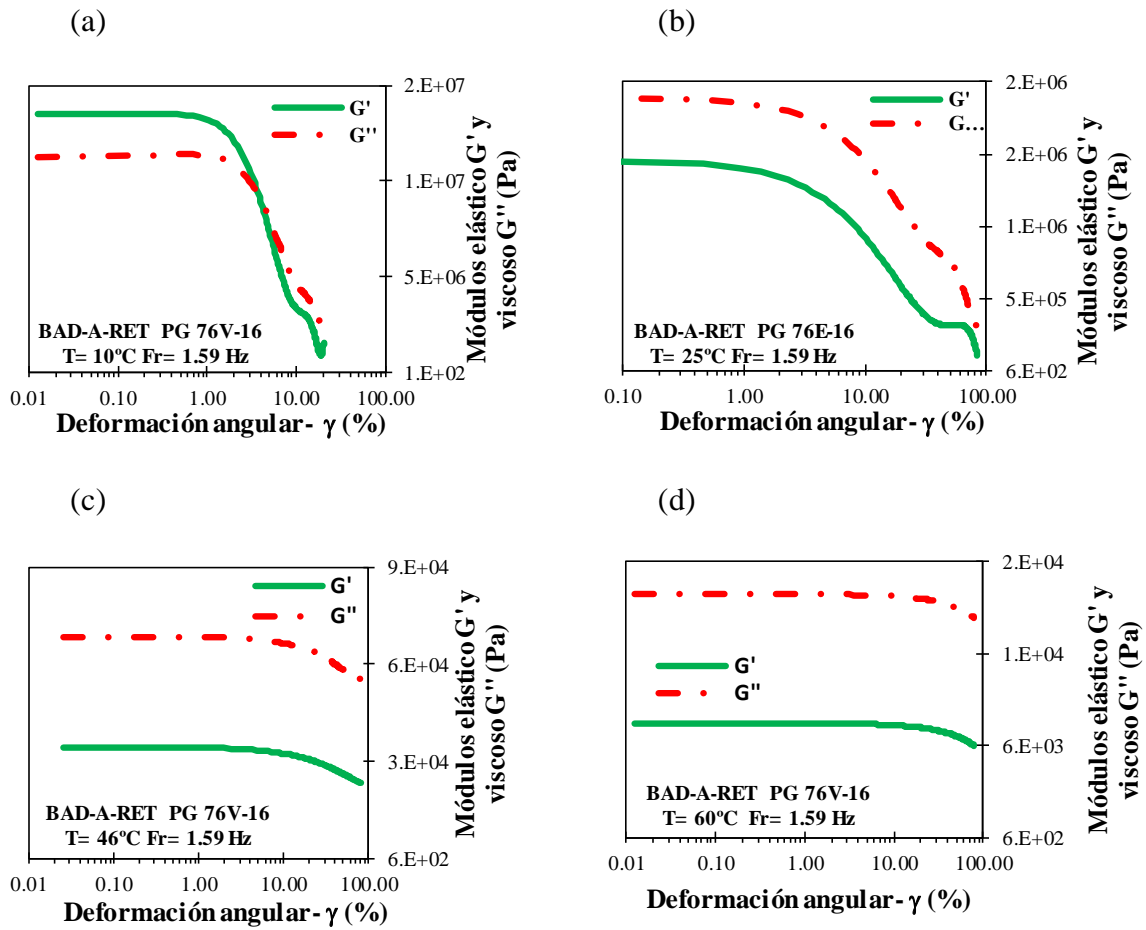 (a)
2.E+07
1.E+07
5.E+06
1.E+02
G'
G''
BAD-A-RET PG 76V-16
T= 10ºC Fr= 1.59 Hz
0.01 0.10 1.00 10.00 100.00
Deformación angular- γ (%)
Módulos elástico G' y
viscoso G'' (Pa)
(b)
2.E+06
2.E+06
1.E+06
5.E+05
6.E+02
G'
G...
BAD-A-RET PG 76E-16
T= 25ºC Fr= 1.59 Hz
0.10 1.00 10.00 100.00
Deformación angular- γ (%)
Módulos elástico G' y
viscoso G'' (Pa)
(c)
9.E+04
6.E+04
3.E+04
6.E+02
G'
G"
BAD-A-RET PG 76V-16
T= 46ºC Fr= 1.59 Hz
0.01 0.10 1.00 10.00 100.00
Deformación angular- γ (%)
Módulos elástico G' y
viscoso G'' (Pa)
(d)
2.E+04
1.E+04
6.E+03
6.E+02
G'
G"
BAD-A-RET PG 76V-16
T= 60ºC Fr= 1.59 Hz
0.01 0.10 1.00 10.00 100.00
Deformación angular- γ (%)
Módulos elástico G' y
viscoso G'' (Pa)